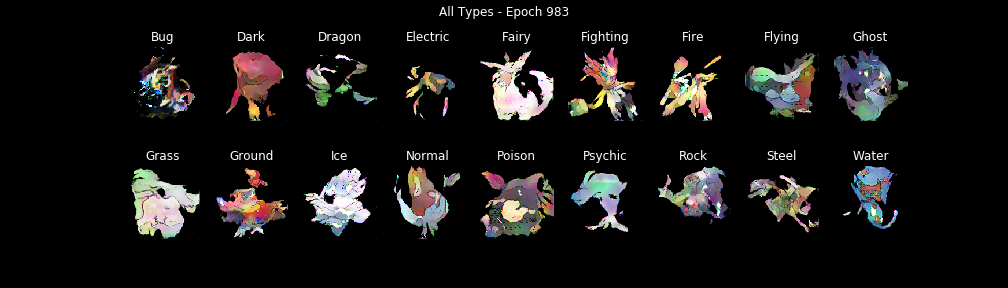 All Types - Epoch 983
Bug Dark Dragon Electric Fairy Fighting Fire Flying Ghost
Grass Ground Ice Normal Poison Psychic Rock Steel Water